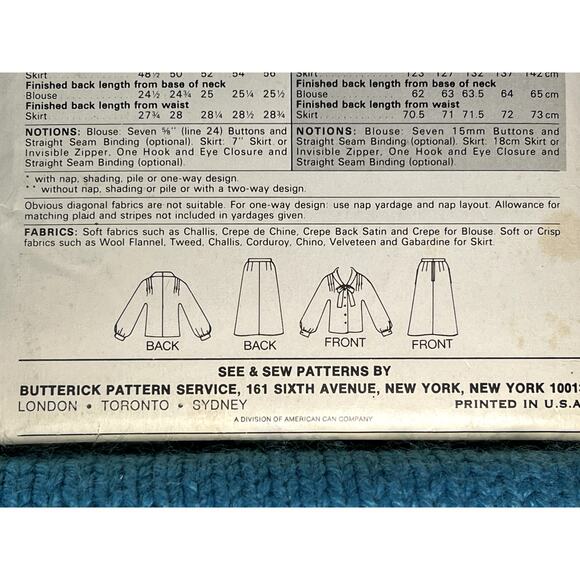 Skirt 48½ 50 52 54 56
Finished back length from base of neck
Blouse 24½ 24¾ 25 25¼ 25½
Finished back length from waist
Skirt 27¾ 28 28¼ 28½ 28¾
Skirt 123 127 132 137 142 cm
Finished back length from base of neck
Blouse 62 63 63.5 64 65 cm
Finished back length from waist
Skirt 70.5 71 71.5 72 73 cm
NOTIONS: Blouse: Seven ⅝'' (line 24) Buttons and
Straight Seam Binding (optional). Skirt: 7'' Skirt or
Invisible Zipper, One Hook and Eye Closure and
Straight Seam Binding (optional).
NOTIONS: Blouse: Seven 15mm Buttons and
Straight Seam Binding (optional). Skirt: 18cm Skirt or
Invisible Zipper, One Hook and Eye Closure and
Straight Seam Binding (optional).
* with nap, shading, pile or one-way design.
** without nap, shading or pile or with a two-way design.
Obvious diagonal fabrics are not suitable. For one-way design: use nap yardage and nap layout. Allowance for
matching plaid and stripes not included in yardages given.
FABRICS: Soft fabrics such as Challis, Crepe de Chine, Crepe Back Satin and Crepe for Blouse. Soft or Crisp
fabrics such as Wool Flannel, Tweed, Challis, Corduroy, Chino, Velveteen and Gabardine for Skirt.
BACK BACK FRONT FRONT
SEE & SEW PATTERNS BY
BUTTERICK PATTERN SERVICE, 161 SIXTH AVENUE, NEW YORK, NEW YORK 10013
LONDON • TORONTO • SYDNEY PRINTED IN U.S.A
A DIVISION OF AMERICAN CAN COMPANY